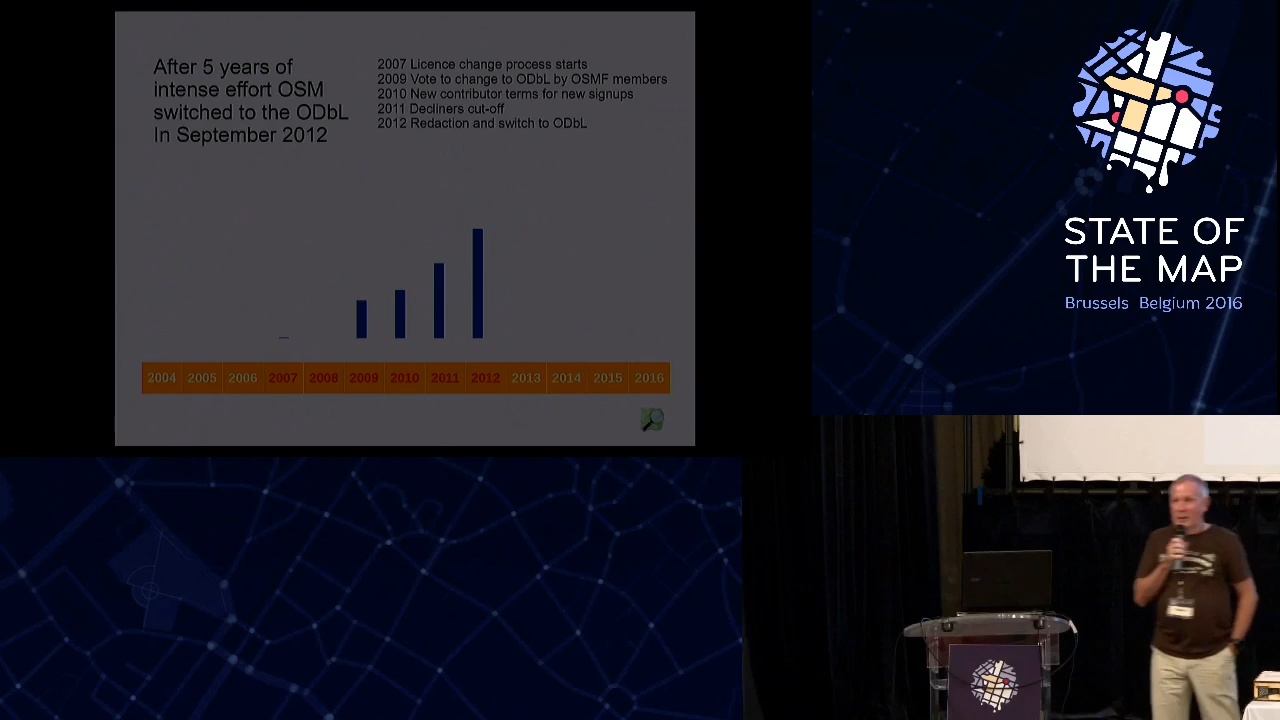 After 5 years of
intense effort OSM
switched to the ODbL
In September 2012
2007 License change process starts
2009 Vote to change to ODbL by OSMF members
2010 New contributor terms for new signups
2011 Decliners cut-off
2012 Redaction and switch to ODbL
2004 2005 2006 2007 2008 2009 2010 2011 2012 2013 2014 2015 2016
STATE OF
THE MAP
Brussels Belgium 2016